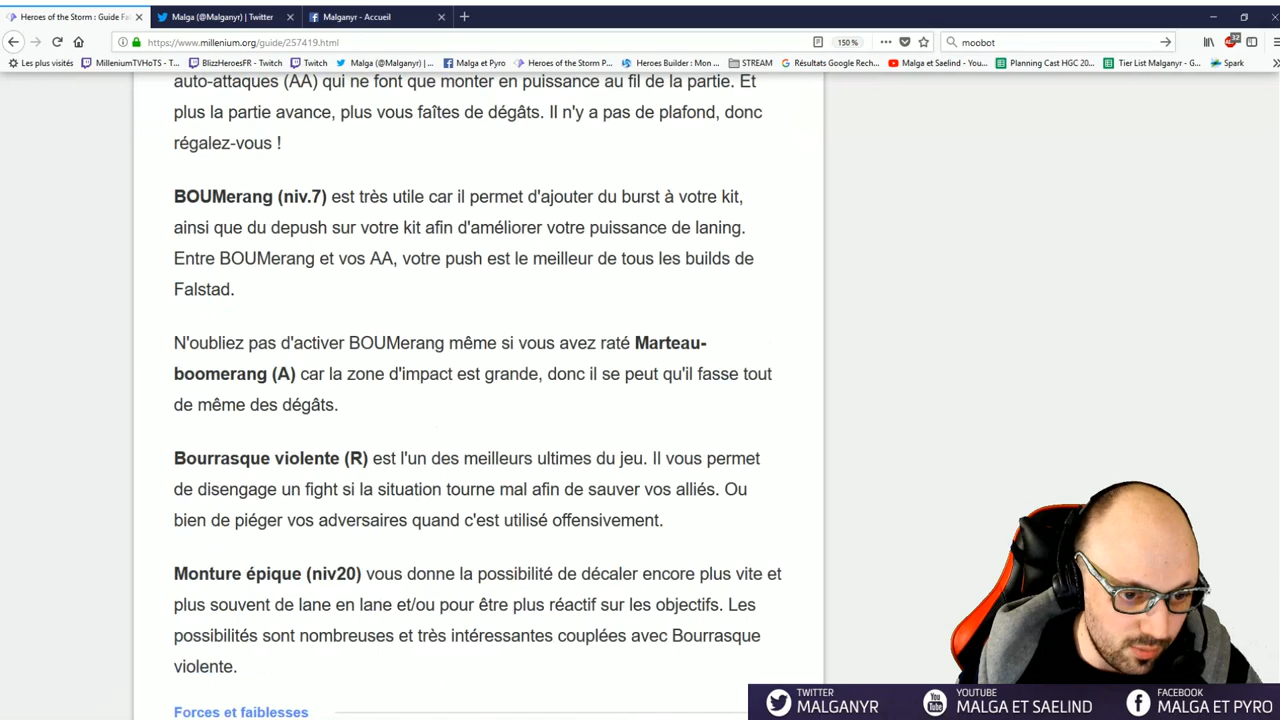 Heroes of the Storm : Guide Fa
Malga (@Malganyr) | Twitter
Malganyr - Accueil
https://www.millenium.org/guide/257419.html
150 %
moobot
32
Les plus visités
MilleniumTVHoTS - T...
BlizzHeroesFR - Twitch
Twitch
Malga (@Malganyr) |...
Malga et Pyro
Heroes of the Storm P...
Heroes Builder : Mon ...
STREAM
Résultats Google Rech...
Malga et Saelind - You...
Planning Cast HGC 20...
Tier List Malganyr - G...
Spark
auto-attaques (AA) qui ne font que monter en puissance au fil de la partie. Et
plus la partie avance, plus vous faîtes de dégâts. Il n'y a pas de plafond, donc
régalez-vous !
BOUMerang (niv.7) est très utile car il permet d'ajouter du burst à votre kit,
ainsi que du depush sur votre kit afin d'améliorer votre puissance de laning.
Entre BOUMerang et vos AA, votre push est le meilleur de tous les builds de
Falstad.
N'oubliez pas d'activer BOUMerang même si vous avez raté Marteau-
boomerang (A) car la zone d'impact est grande, donc il se peut qu'il fasse tout
de même des dégâts.
Bourrasque violente (R) est l'un des meilleurs ultimes du jeu. Il vous permet
de disengage un fight si la situation tourne mal afin de sauver vos alliés. Ou
bien de piéger vos adversaires quand c'est utilisé offensivement.
Monture épique (niv20) vous donne la possibilité de décaler encore plus vite et
plus souvent de lane en lane et/ou pour être plus réactif sur les objectifs. Les
possibilités sont nombreuses et très intéressantes couplées avec Bourrasque
violente.
Forces et faiblesses
TWITTER
MALGANYR
YOUTUBE
MALGA ET SAELIND
FACEBOOK
MALGA ET PYRO